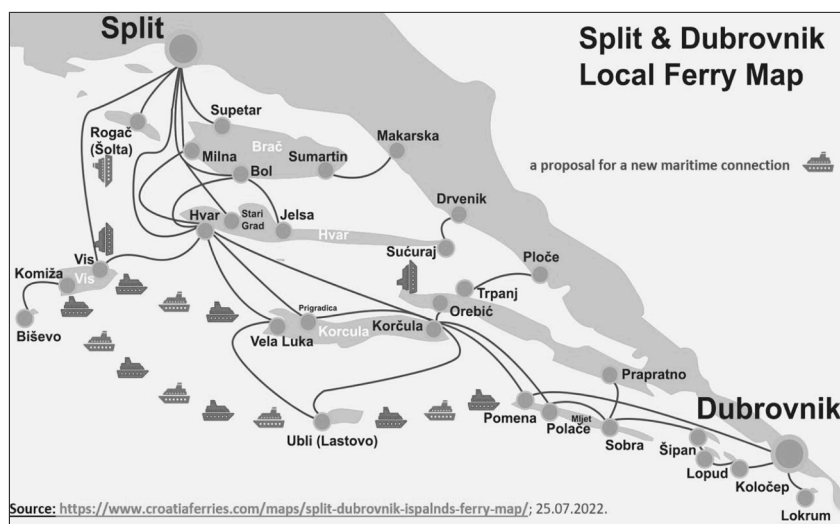 Split
Split & Dubrovnik
Local Ferry Map
Supetar
Rogač
(Šolta)
Makarska
Brač
Milna
Sumartin
a proposal for a new maritime connection
Bol
Drvenik
Hvar
Stari
Grad
Jelsa
Hvar
Sućuraj
Ploče
Vis
Komiža
Vis
Trpanj
Prigradica
Orebić
Biševo
Korcula
Korčula
Vela Luka
Prapratno
Dubrovnik
Pomena
Mljet
Polače
Ubli (Lastovo)
Sobra
Šipan
Lopud
Koločep
Lokrum
Source: https://www.croatiaferries.com/maps/split-dubrovnik-ispalnds-ferry-map/; 25.07.2022.